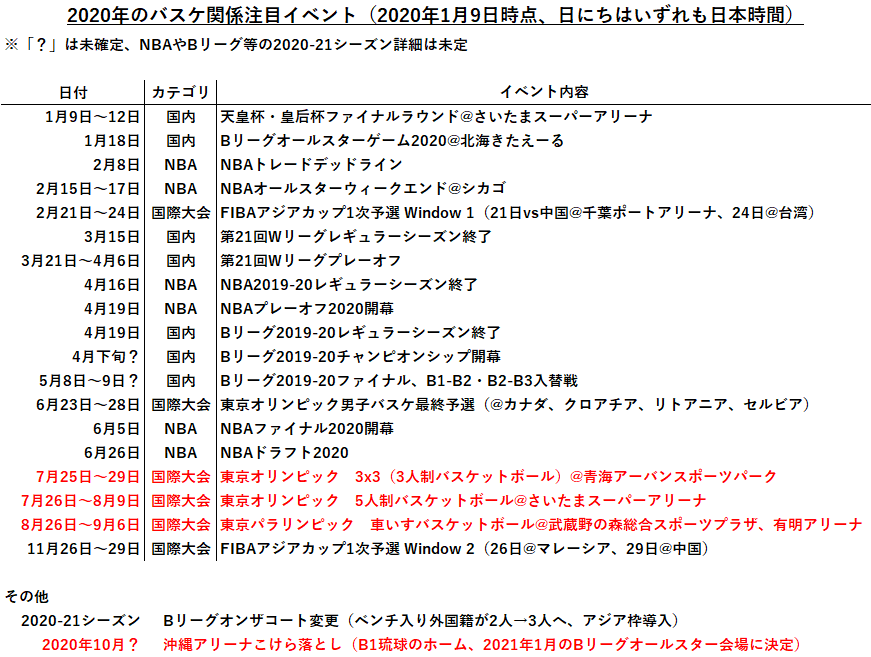 2020年のバスケ関係注目イベント（2020年1月9日時点、日にちはいずれも日本時間）
※「？」は未確定、NBAやBリーグ等の2020-21シーズン詳細は未定
日付 カテゴリ イベント内容
1月9日～12日 国内 天皇杯・皇后杯ファイナルラウンド@さいたまスーパーアリーナ
1月18日 国内 Bリーグオールスターゲーム2020@北海きたえーる
2月8日 NBA NBAトレードデッドライン
2月15日～17日 NBA NBAオールスターウィークエンド@シカゴ
2月21日～24日 国際大会 FIBAアジアカップ1次予選 Window 1（21日vs中国@千葉ポートアリーナ、24日@台湾）
3月15日 国内 第21回Wリーグレギュラーシーズン終了
3月21日～4月6日 国内 第21回Wリーグプレーオフ
4月16日 NBA NBA2019-20レギュラーシーズン終了
4月19日 NBA NBAプレーオフ2020開幕
4月19日 国内 Bリーグ2019-20レギュラーシーズン終了
4月下旬？ 国内 Bリーグ2019-20チャンピオンシップ開幕
5月8日～9日？ 国内 Bリーグ2019-20ファイナル、B1-B2・B2-B3入替戦
6月23日～28日 国際大会 東京オリンピック男子バスケ最終予選（@カナダ、クロアチア、リトアニア、セルビア）
6月5日 NBA NBAファイナル2020開幕
6月26日 NBA NBAドラフト2020
7月25日～29日 国際大会 東京オリンピック　3x3（3人制バスケットボール）@青海アーバンスポーツパーク
7月26日～8月9日 国際大会 東京オリンピック　5人制バスケットボール@さいたまスーパーアリーナ
8月26日～9月6日 国際大会 東京パラリンピック　車いすバスケットボール@武蔵野の森総合スポーツプラザ、有明アリーナ
11月26日～29日 国際大会 FIBAアジアカップ1次予選 Window 2（26日@マレーシア、29日@中国）
その他
2020-21シーズン Bリーグオンザコート変更（ベンチ入り外国籍が2人→3人へ、アジア枠導入）
2020年10月？ 沖縄アリーナこけら落とし（B1琉球のホーム、2021年1月のBリーグオールスター会場に決定）